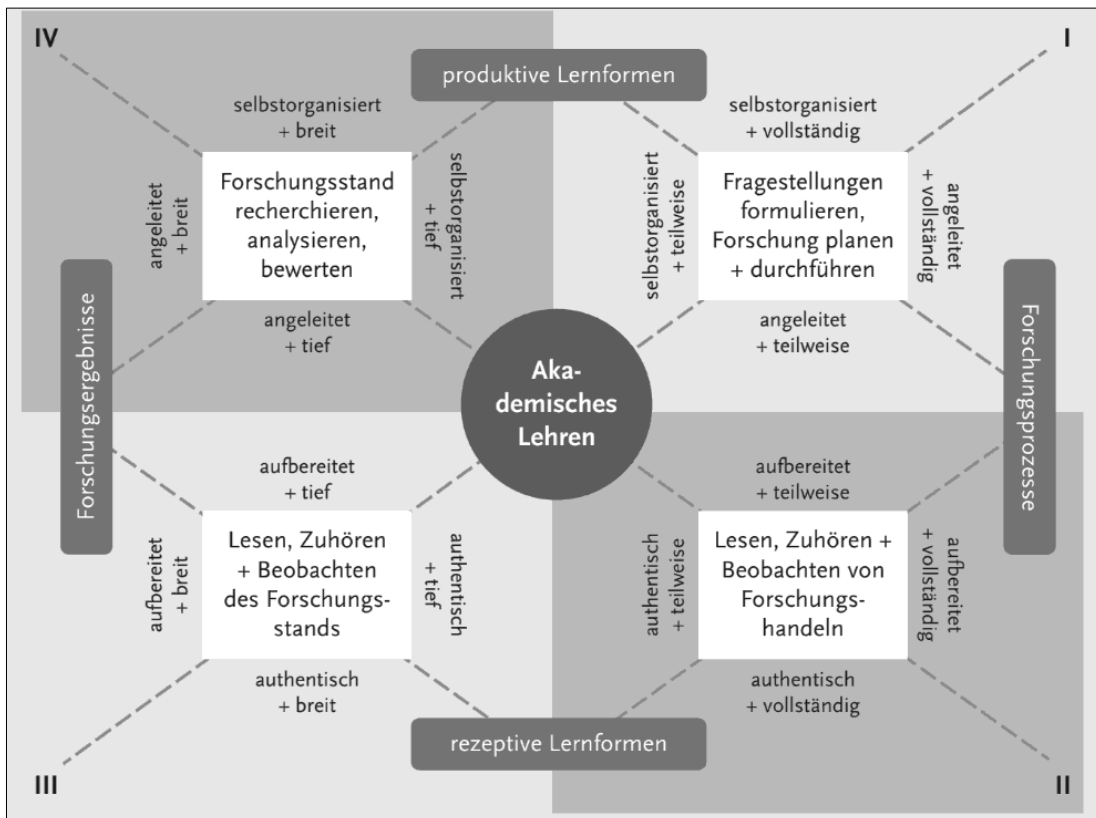 IV
I
produktive Lernformen
selbstorganisiert
+ breit
angeleitet
+ breit
Forschungsstand
recherchieren,
analysieren,
bewerten
selbstorganisiert
+ tief
angeleitet
+ tief
selbstorganisiert
+ vollständig
selbstorganisiert
+ teilweise
Fragestellungen
formulieren,
Forschung planen
+ durchführen
angeleitet
+ vollständig
angeleitet
+ teilweise
Forschungsergebnisse
Aka-
demisches
Lehren
Forschungsprozesse
aufbereitet
+ tief
aufbereitet
+ breit
Lesen, Zuhören
+ Beobachten
des Forschungs-
stands
authentisch
+ tief
authentisch
+ breit
aufbereitet
+ teilweise
authentisch
+ teilweise
Lesen, Zuhören +
Beobachten von
Forschungs-
handeln
aufbereitet
+ vollständig
authentisch
+ vollständig
rezeptive Lernformen
III
II